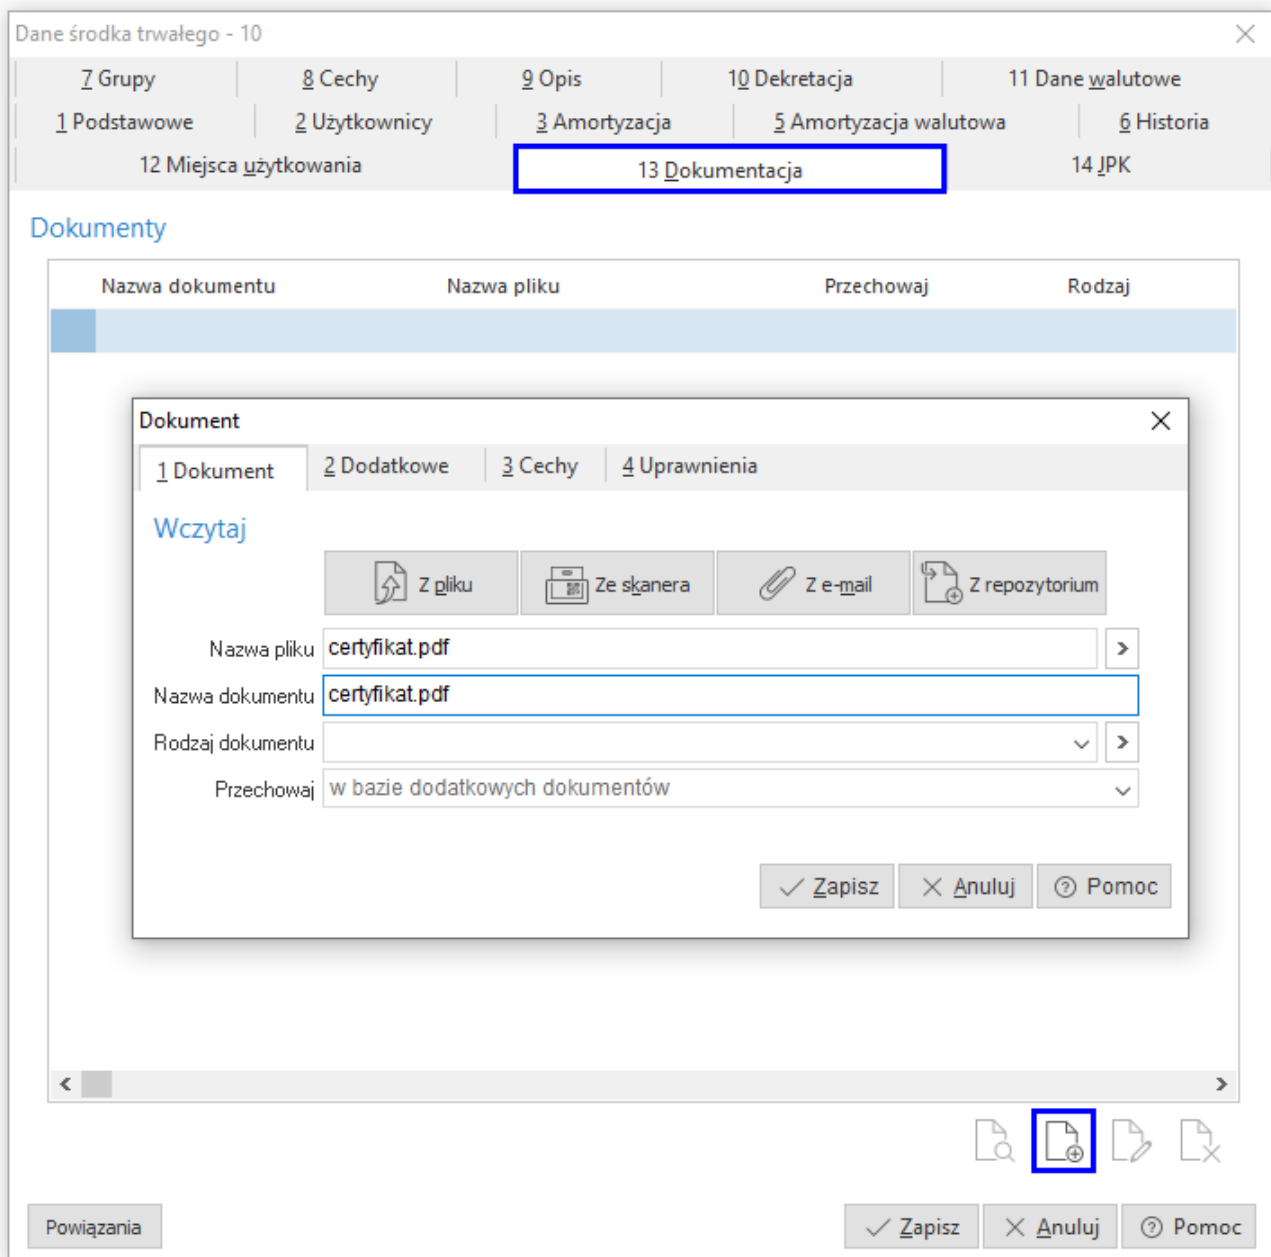 Dane środka trwałego - 10
7 Grupy 8 Cechy 9 Opis 10 Dekretacja 11 Dane walutowe
1 Podstawowe 2 Użytkownicy 3 Amortyzacja 5 Amortyzacja walutowa 6 Historia
12 Miejsca użytkowania 13 Dokumentacja 14 JPK
Dokumenty
Nazwa dokumentu Nazwa pliku Przechowaj Rodzaj
Dokument
1 Dokument 2 Dodatkowe 3 Cechy 4 Uprawnienia
Wczytaj
Z pliku Ze skanera Z e-mail Z repozytorium
Nazwa pliku certyfikat.pdf
Nazwa dokumentu certyfikat.pdf
Rodzaj dokumentu
Przechowaj w bazie dodatkowych dokumentów
Zapisz Anuluj Pomoc
Powiązania Zapisz Anuluj Pomoc